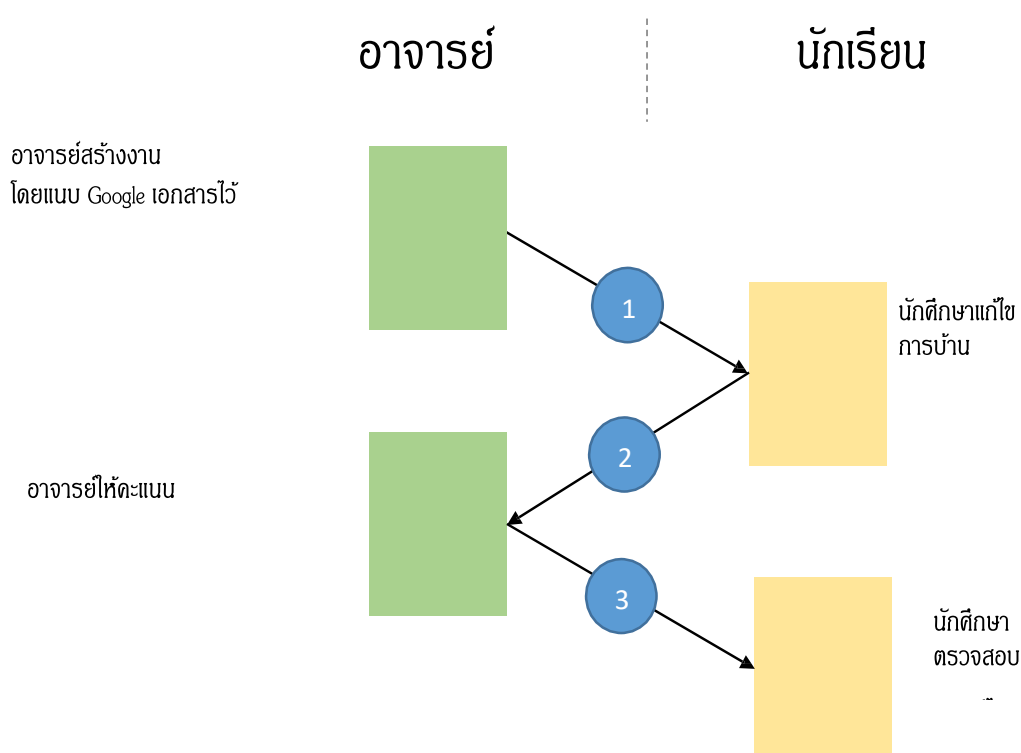 อาจารย์
นักเรียน
อาจารย์สร้างงาน
โดยแนบ Google เอกสารไว้
1
นักศึกษาแก้ไข
การบ้าน
2
อาจารย์ให้คะแนน
3
นักศึกษา
ตรวจสอบ